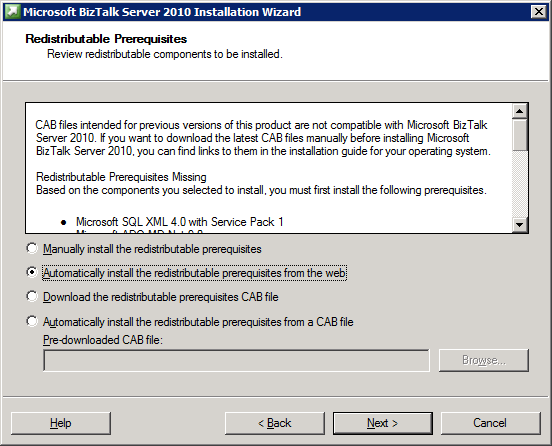 Microsoft BizTalk Server 2010 Installation Wizard
Redistributable Prerequisites
Review redistributable components to be installed.
CAB files intended for previous versions of this product are not compatible with Microsoft BizTalk
Server 2010. If you want to download the latest CAB files manually before installing Microsoft
BizTalk Server 2010, you can find links to them in the installation guide for your operating system.
Redistributable Prerequisites Missing
Based on the components you selected to install, you must first install the following prerequisites.
● Microsoft SQL XML 4.0 with Service Pack 1
Manually install the redistributable prerequisites
Automatically install the redistributable prerequisites from the web
Download the redistributable prerequisites CAB file
Automatically install the redistributable prerequisites from a CAB file
Pre-downloaded CAB file:
Browse...
Help
< Back
Next >
Cancel